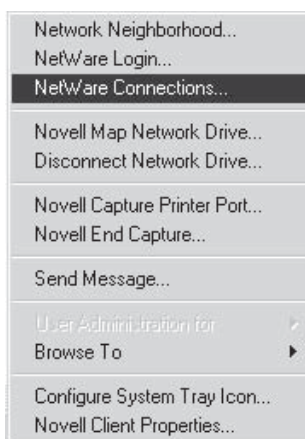 Network Neighborhood...
NetWare Login...
NetWare Connections...
Novell Map Network Drive...
Disconnect Network Drive...
Novell Capture Printer Port...
Novell End Capture...
Send Message...
User Administration for
Browse To
Configure System Tray Icon...
Novell Client Properties...